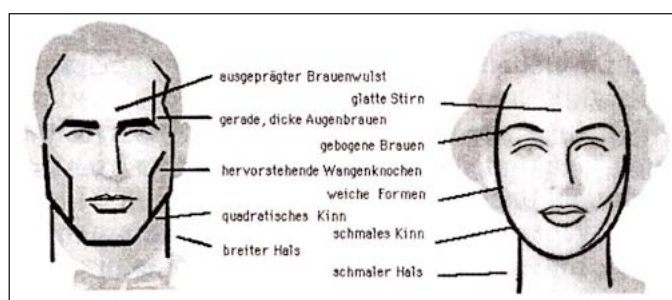 ausgeprägter Brauenwulst
glatte Stirn
gerade, dicke Augenbrauen
gebogene Brauen
hervorstehende Wangenknochen
weiche Formen
quadratisches Kinn
schmales Kinn
breiter Hals
schmaler Hals